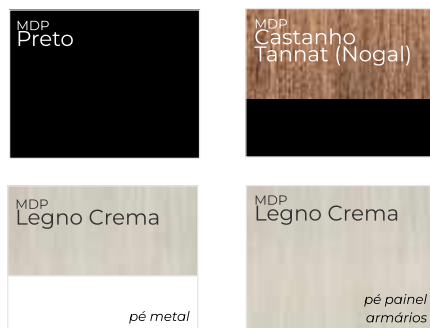 MDP
Preto
MDP
Castanho
Tannat (Nogal)
MDP
Legno Crema
pé metal
MDP
Legno Crema
pé painel
armários